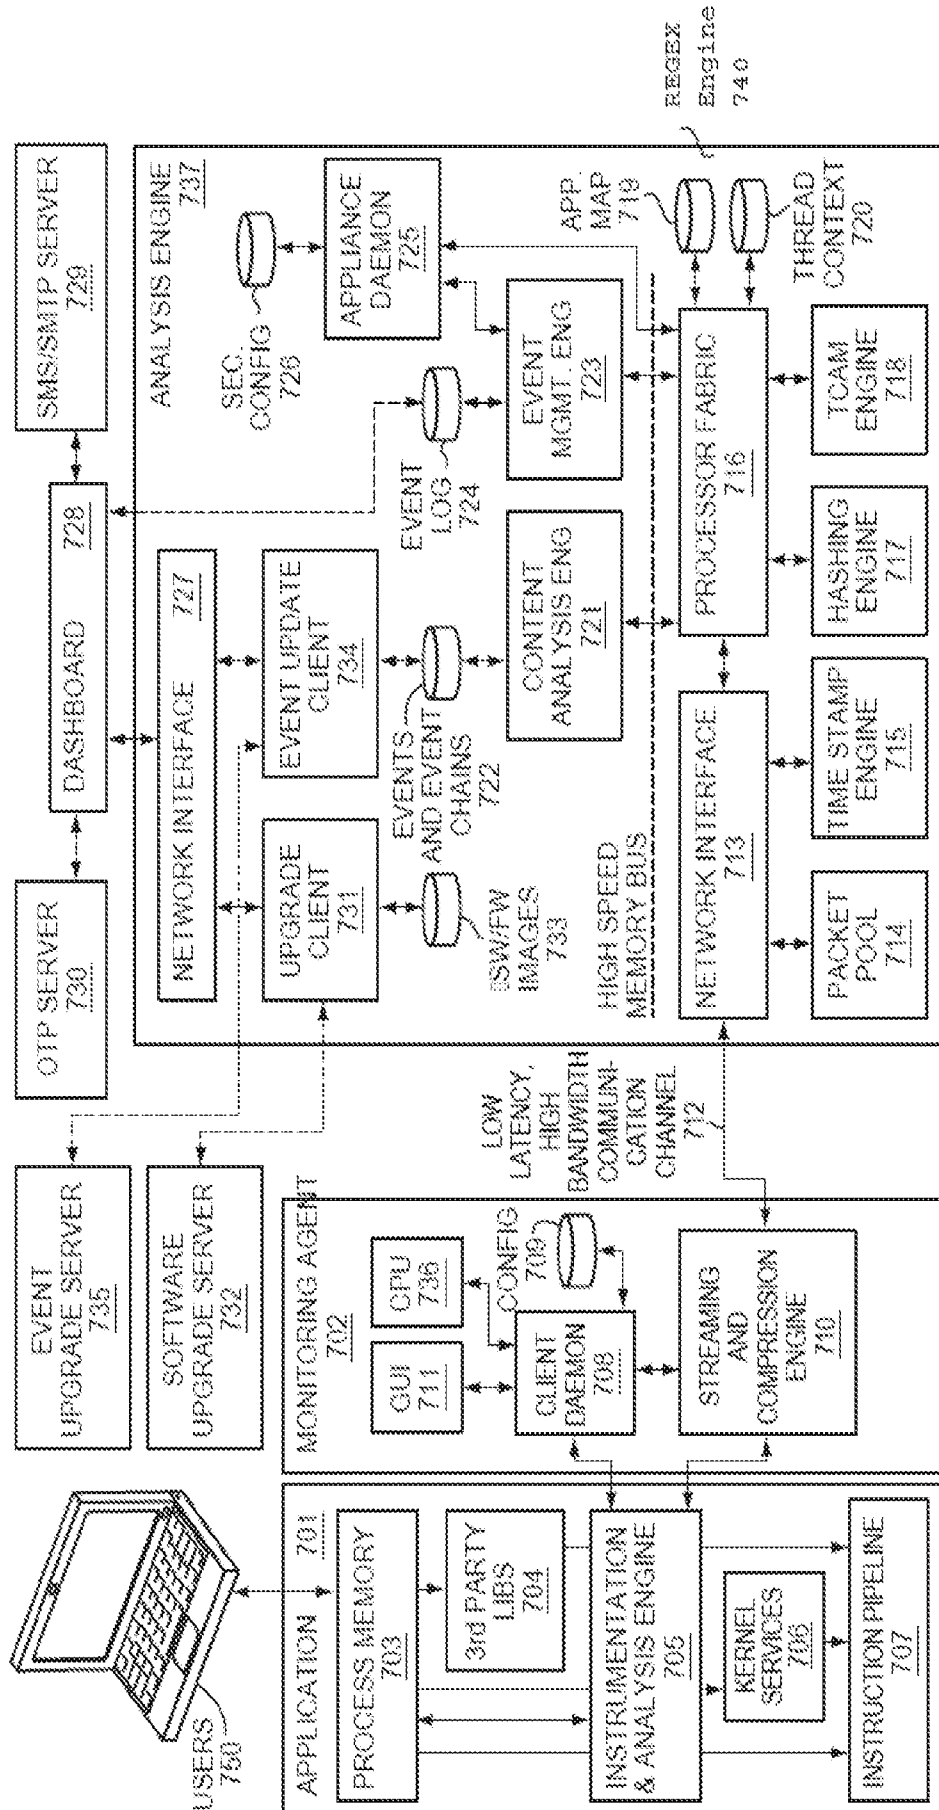 USERS
750
APPLICATION 701
PROCESS MEMORY
703
3rd PARTY
LIBS
704
INSTRUMENTATION
& ANALYSIS ENGINE
705
KERNEL
SERVICES
706
INSTRUCTION PIPELINE
707
EVENT
UPGRADE SERVER
735
SOFTWARE
UPGRADE SERVER
732
MONITORING AGENT
702
GUI
711
CPU
736
CLIENT
DAEMON
708
CONFIG
709
STREAMING
AND
COMPRESSION
ENGINE
710
LOW
LATENCY,
HIGH
BANDWIDTH
COMMUNI-
CATION
CHANNEL
712
OTP SERVER
730
DASHBOARD 728
SMS/SMTP SERVER
729
ANALYSIS ENGINE
737
NETWORK INTERFACE 727
UPGRADE
CLIENT
731
EVENT UPDATE
CLIENT
734
SEC.
CONFIG
726
APPLIANCE
DAEMON
725
ISW/FW
IMAGES
733
EVENTS
AND EVENT
CHAINS
722
EVENT
LOG
724
CONTENT
ANALYSIS ENG
721
EVENT
MGMT. ENG
723
HIGH SPEED
MEMORY BUS
NETWORK INTERFACE
713
PROCESSOR FABRIC
716
APP.
MAP
719
THREAD
CONTEXT
720
PACKET
POOL
714
TIME STAMP
ENGINE
715
HASHING
ENGINE
717
TCAM
ENGINE
718
REGEX
Engine
740